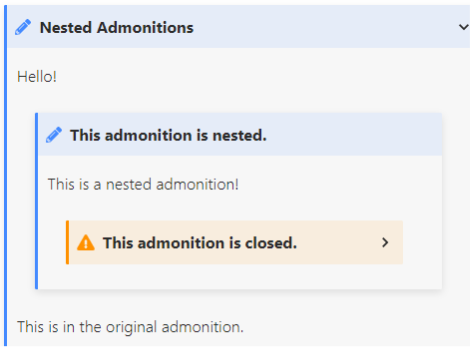 Nested Admonitions
Hello!
This admonition is nested.
This is a nested admonition!
This admonition is closed.
This is in the original admonition.